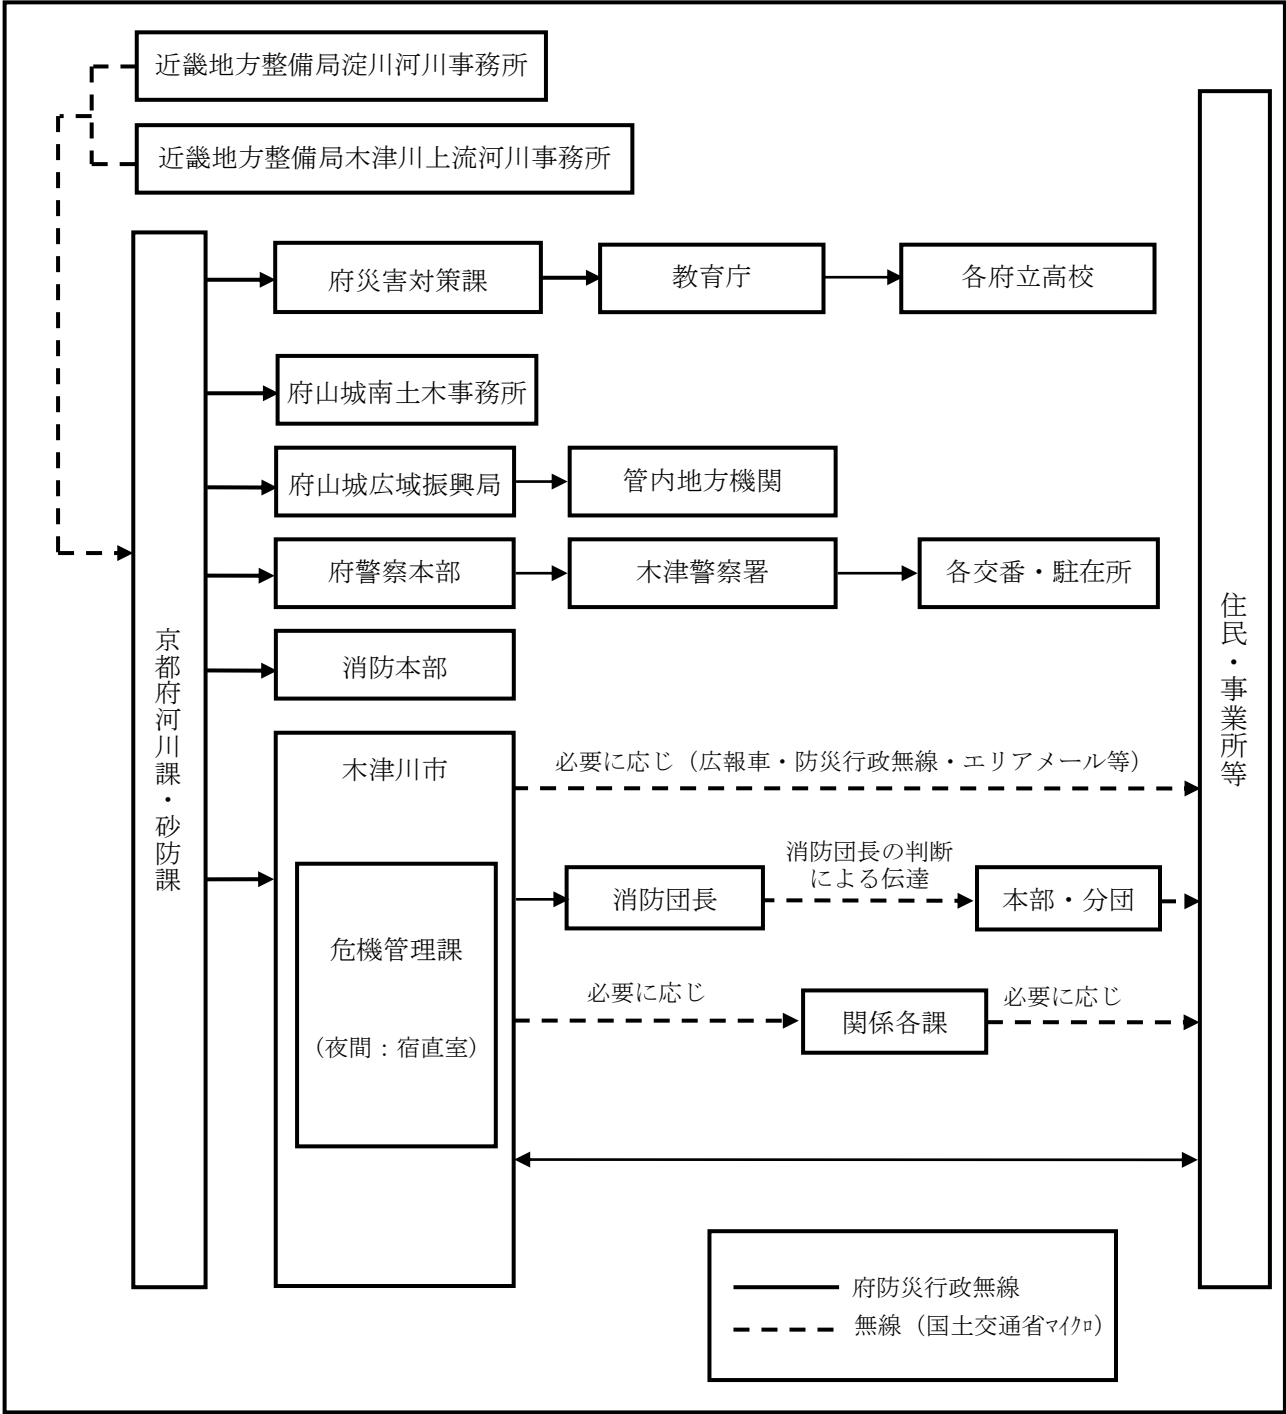 近畿地方整備局淀川河川事務所
近畿地方整備局木津川上流河川事務所
京都府河川課・砂防課
府災害対策課
教育庁
各府立高校
府山城南土木事務所
府山城広域振興局
管内地方機関
府警察本部
木津警察署
各交番・駐在所
消防本部
木津川市
必要に応じ（広報車・防災行政無線・エリアメール等）
危機管理課
（夜間：宿直室）
消防団長
消防団長の判断
による伝達
本部・分団
必要に応じ
関係各課
必要に応じ
住民・事業所等
府防災行政無線
無線（国土交通省ﾏｲｸﾛ）